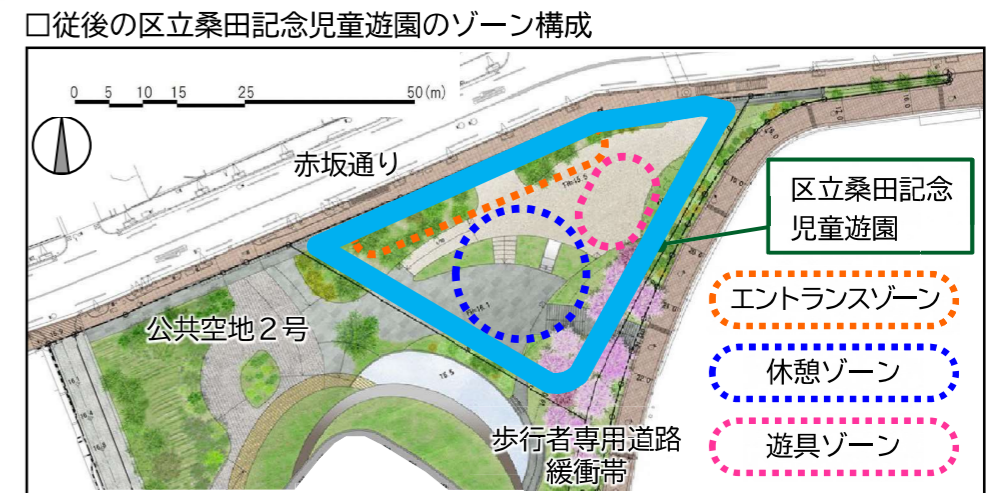 □従後の区立桑田記念児童遊園のゾーン構成
0 5 10 15 25 50(m)
赤坂通り
区立桑田記念
児童遊園
エントランスゾーン
公共空地2号
休憩ゾーン
16.5
歩行者専用道路
緩衝帯
遊具ゾーン